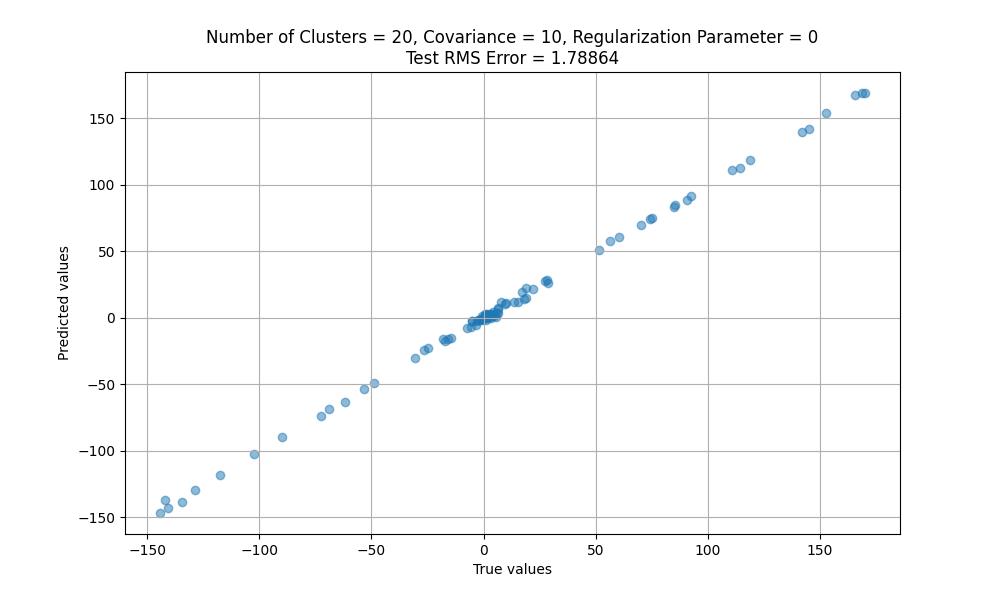 Number of Clusters = 20, Covariance = 10, Regularization Parameter = 0
Test RMS Error = 1.78864
150
100
50
0
−50
−100
−150
Predicted values
−150 −100 −50 0 50 100 150
True values